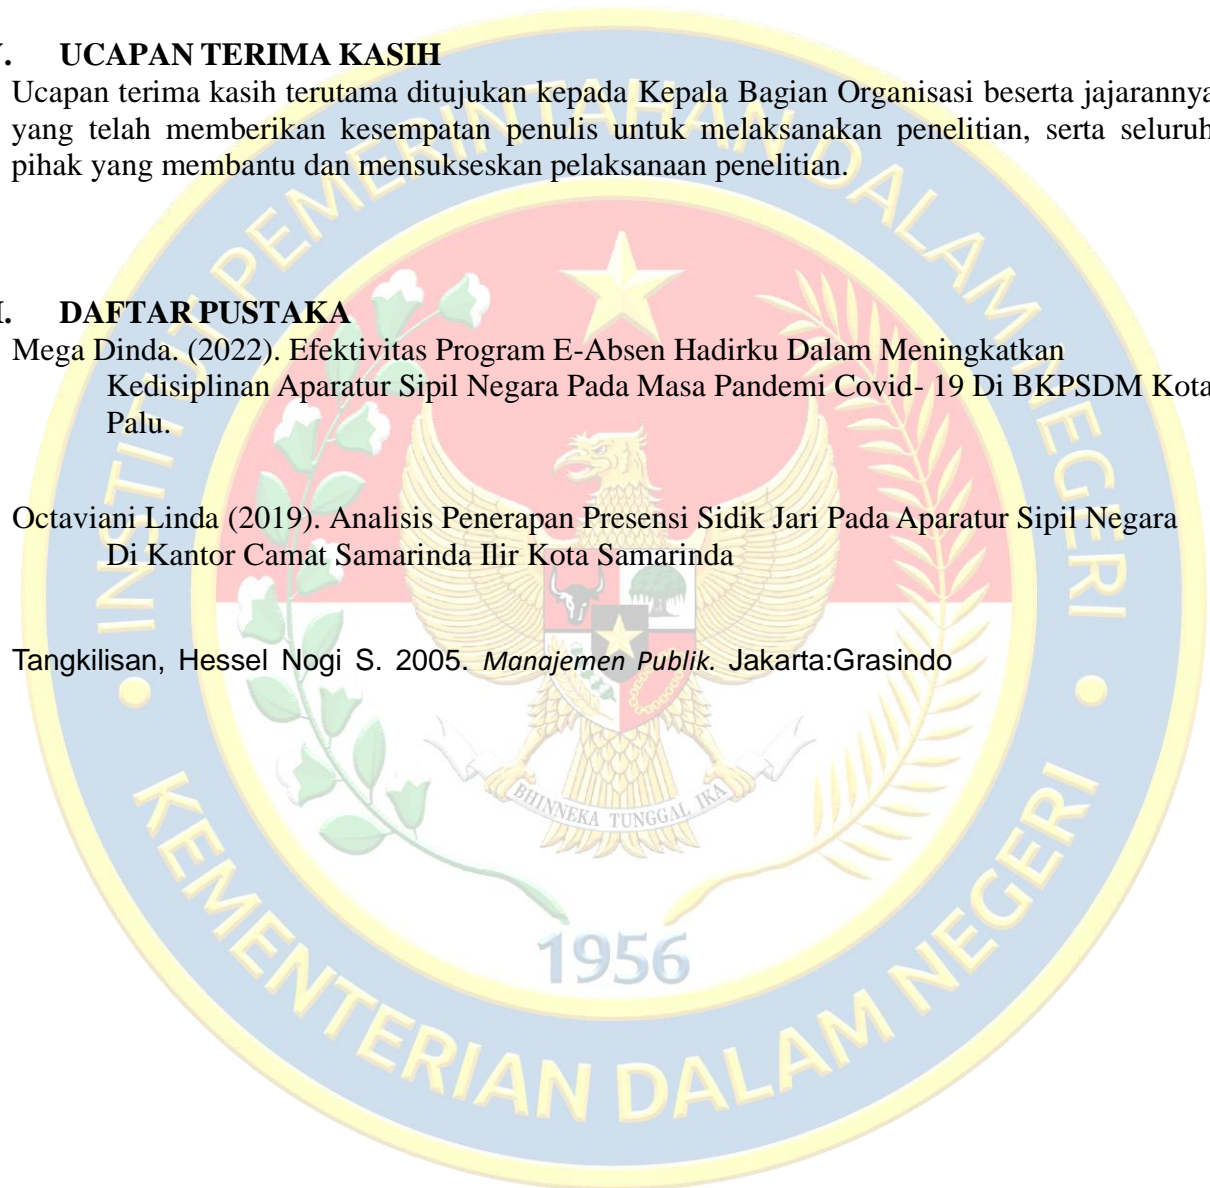 V. UCAPAN TERIMA KASIH
Ucapan terima kasih terutama ditujukan kepada Kepala Bagian Organisasi beserta jajarannya
yang telah memberikan kesempatan penulis untuk melaksanakan penelitian, serta seluruh
pihak yang membantu dan mensukseskan pelaksanaan penelitian.
I. DAFTAR PUSTAKA
Mega Dinda. (2022). Efektivitas Program E-Absen Hadirku Dalam Meningkatkan
Kedisiplinan Aparatur Sipil Negara Pada Masa Pandemi Covid- 19 Di BKPSDM Kota
Palu.
Octaviani Linda (2019). Analisis Penerapan Presensi Sidik Jari Pada Aparatur Sipil Negara
Di Kantor Camat Samarinda Ilir Kota Samarinda
Tangkilisan, Hessel Nogi S. 2005. Manajemen Publik. Jakarta:Grasindo
INSTITUT PEMERINTAHAN DALAM NEGERI
BHINNEKA TUNGGAL IKA
1956
KEMENTERIAN DALAM NEGERI